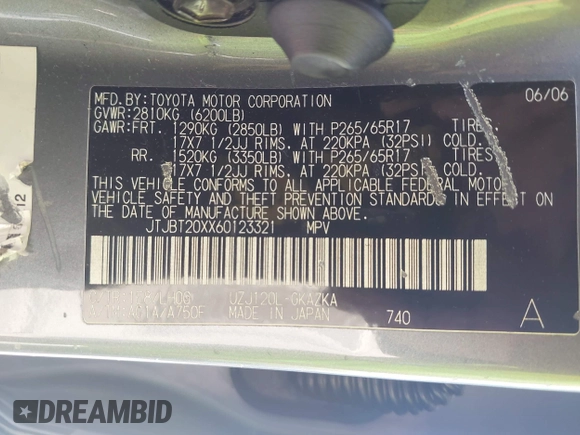 MFD.BY:TOYOTA MOTOR CORPORATION 06/06
GVWR:2810KG (6200LB)
GAWR:FRT. 1290KG (2850LB) WITH P265/65R17 TIRES
17X7 1/2JJ RIMS, AT 220KPA (32PSI) COLD.
RR. 1520KG (3350LB) WITH P265/65R17 TIRES
17X7 1/2JJ RIMS, AT 220KPA (32PSI) COLD.
THIS VEHICLE CONFORMS TO ALL APPLICABLE FEDERAL MOTOR
VEHICLE SAFETY AND THEFT PREVENTION STANDARDS IN EFFECT ON
THE DATE OF MANUFACTURE SHOWN ABOVE.
JTJBT20XX60123321 MPV
UZJ120L-GKAZKA
A750F MADE IN JAPAN 740 A
12
DREAMBID